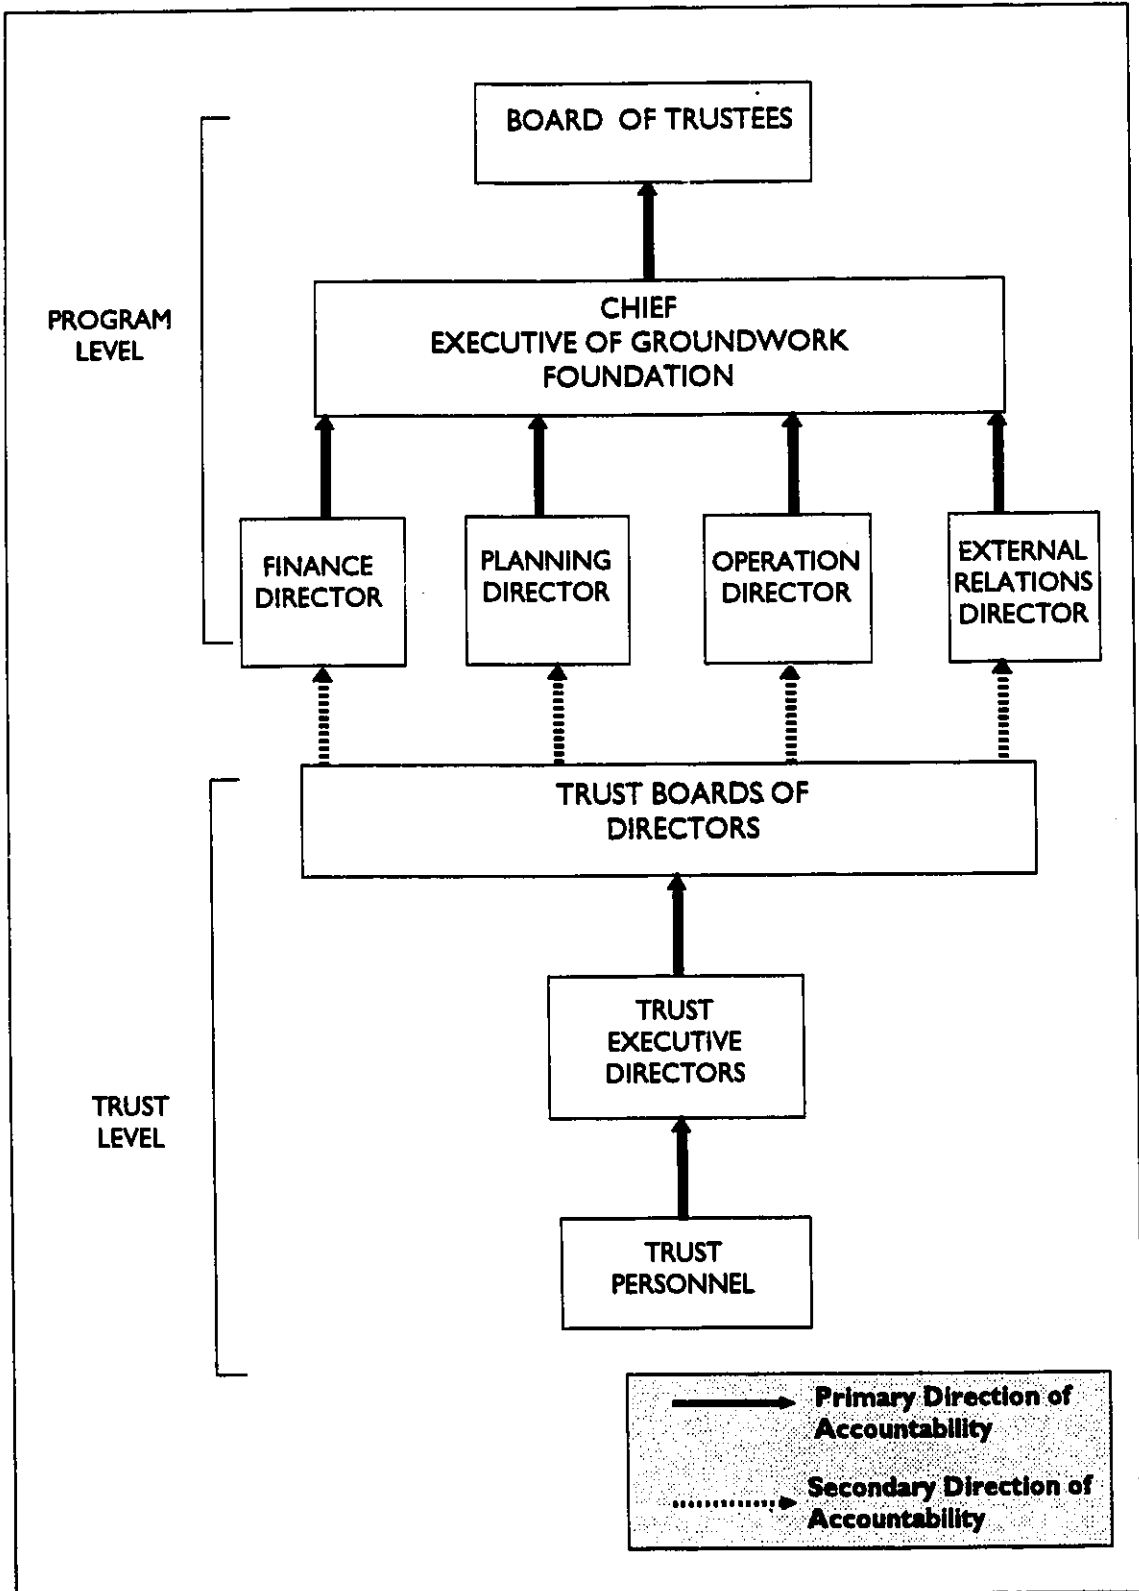 BOARD OF TRUSTEES
PROGRAM
LEVEL
CHIEF
EXECUTIVE OF GROUNDWORK
FOUNDATION
FINANCE
DIRECTOR
PLANNING
DIRECTOR
OPERATION
DIRECTOR
EXTERNAL
RELATIONS
DIRECTOR
TRUST BOARDS OF
DIRECTORS
TRUST
EXECUTIVE
DIRECTORS
TRUST
LEVEL
TRUST
PERSONNEL
Primary Direction of
Accountability
Secondary Direction of
Accountability